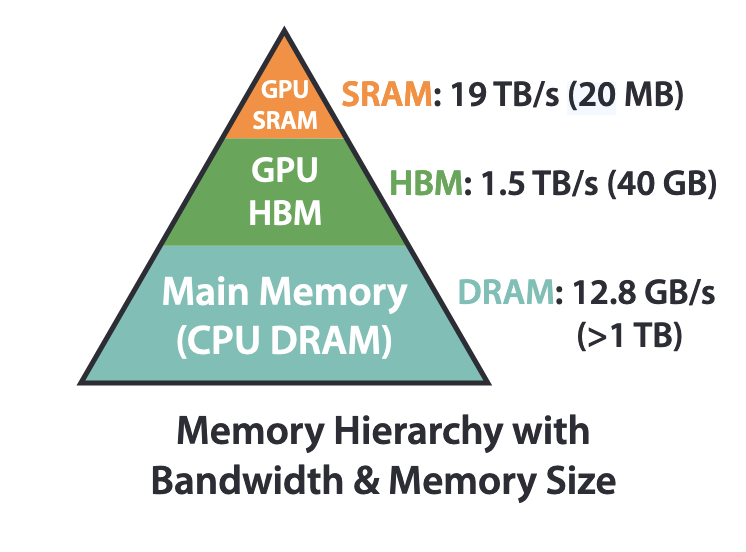 GPU
SRAM
SRAM: 19 TB/s (20 MB)
GPU
HBM
HBM: 1.5 TB/s (40 GB)
Main Memory
(CPU DRAM)
DRAM: 12.8 GB/s
(>1 TB)
Memory Hierarchy with
Bandwidth & Memory Size